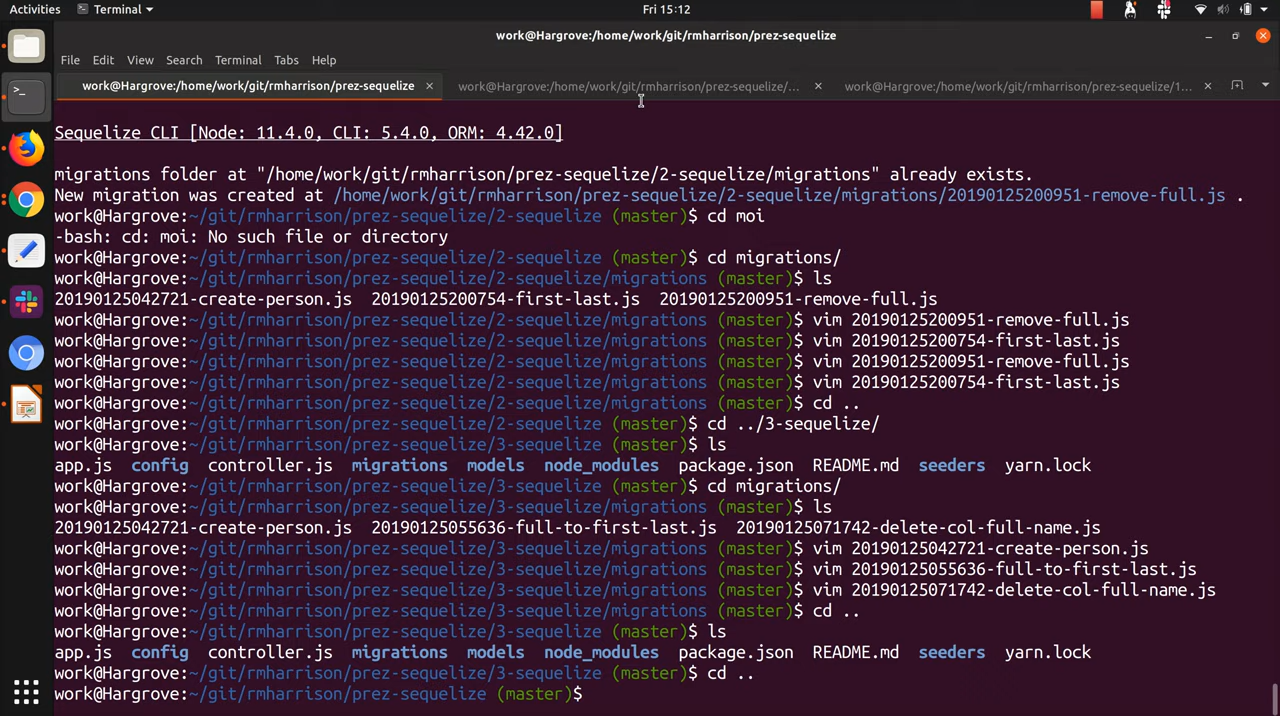 Activities Terminal Fri 15:12
work@Hargrove:/home/work/git/rmharrison/prez-sequelize
File Edit View Search Terminal Tabs Help
work@Hargrove:/home/work/git/rmharrison/prez-sequelize work@Hargrove:/home/work/git/rmharrison/prez-sequelize/... work@Hargrove:/home/work/git/rmharrison/prez-sequelize/1...
Sequelize CLI [Node: 11.4.0, CLI: 5.4.0, ORM: 4.42.0]
migrations folder at "/home/work/git/rmharrison/prez-sequelize/2-sequelize/migrations" already exists.
New migration was created at /home/work/git/rmharrison/prez-sequelize/2-sequelize/migrations/20190125200951-remove-full.js .
work@Hargrove:~/git/rmharrison/prez-sequelize/2-sequelize (master)$ cd moi
-bash: cd: moi: No such file or directory
work@Hargrove:~/git/rmharrison/prez-sequelize/2-sequelize (master)$ cd migrations/
work@Hargrove:~/git/rmharrison/prez-sequelize/2-sequelize/migrations (master)$ ls
20190125042721-create-person.js 20190125200754-first-last.js 20190125200951-remove-full.js
work@Hargrove:~/git/rmharrison/prez-sequelize/2-sequelize/migrations (master)$ vim 20190125200951-remove-full.js
work@Hargrove:~/git/rmharrison/prez-sequelize/2-sequelize/migrations (master)$ vim 20190125200754-first-last.js
work@Hargrove:~/git/rmharrison/prez-sequelize/2-sequelize/migrations (master)$ vim 20190125200951-remove-full.js
work@Hargrove:~/git/rmharrison/prez-sequelize/2-sequelize/migrations (master)$ vim 20190125200754-first-last.js
work@Hargrove:~/git/rmharrison/prez-sequelize/2-sequelize/migrations (master)$ cd ..
work@Hargrove:~/git/rmharrison/prez-sequelize/2-sequelize (master)$ cd ../3-sequelize/
work@Hargrove:~/git/rmharrison/prez-sequelize/3-sequelize (master)$ ls
app.js config controller.js migrations models node_modules package.json README.md seeders yarn.lock
work@Hargrove:~/git/rmharrison/prez-sequelize/3-sequelize (master)$ cd migrations/
work@Hargrove:~/git/rmharrison/prez-sequelize/3-sequelize/migrations (master)$ ls
20190125042721-create-person.js 20190125055636-full-to-first-last.js 20190125071742-delete-col-full-name.js
work@Hargrove:~/git/rmharrison/prez-sequelize/3-sequelize/migrations (master)$ vim 20190125042721-create-person.js
work@Hargrove:~/git/rmharrison/prez-sequelize/3-sequelize/migrations (master)$ vim 20190125055636-full-to-first-last.js
work@Hargrove:~/git/rmharrison/prez-sequelize/3-sequelize/migrations (master)$ vim 20190125071742-delete-col-full-name.js
work@Hargrove:~/git/rmharrison/prez-sequelize/3-sequelize/migrations (master)$ cd ..
work@Hargrove:~/git/rmharrison/prez-sequelize/3-sequelize (master)$ ls
app.js config controller.js migrations models node_modules package.json README.md seeders yarn.lock
work@Hargrove:~/git/rmharrison/prez-sequelize/3-sequelize (master)$ cd ..
work@Hargrove:~/git/rmharrison/prez-sequelize (master)$